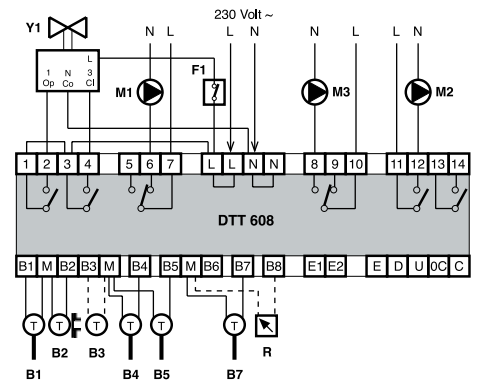 230 Volt ~
Y1 N L L N N L L N
L
1 N 3
Op Co Cl
F1
M1 M3 M2
1 2 3 4 5 6 7 L L N N 8 9 10 11 12 13 14
DTT 608
B1 M B2 B3 M B4 B5 M B6 B7 B8 E1 E2 E D U 0C C
T T T T T T
B2 B3 R
B1 B4 B5 B7